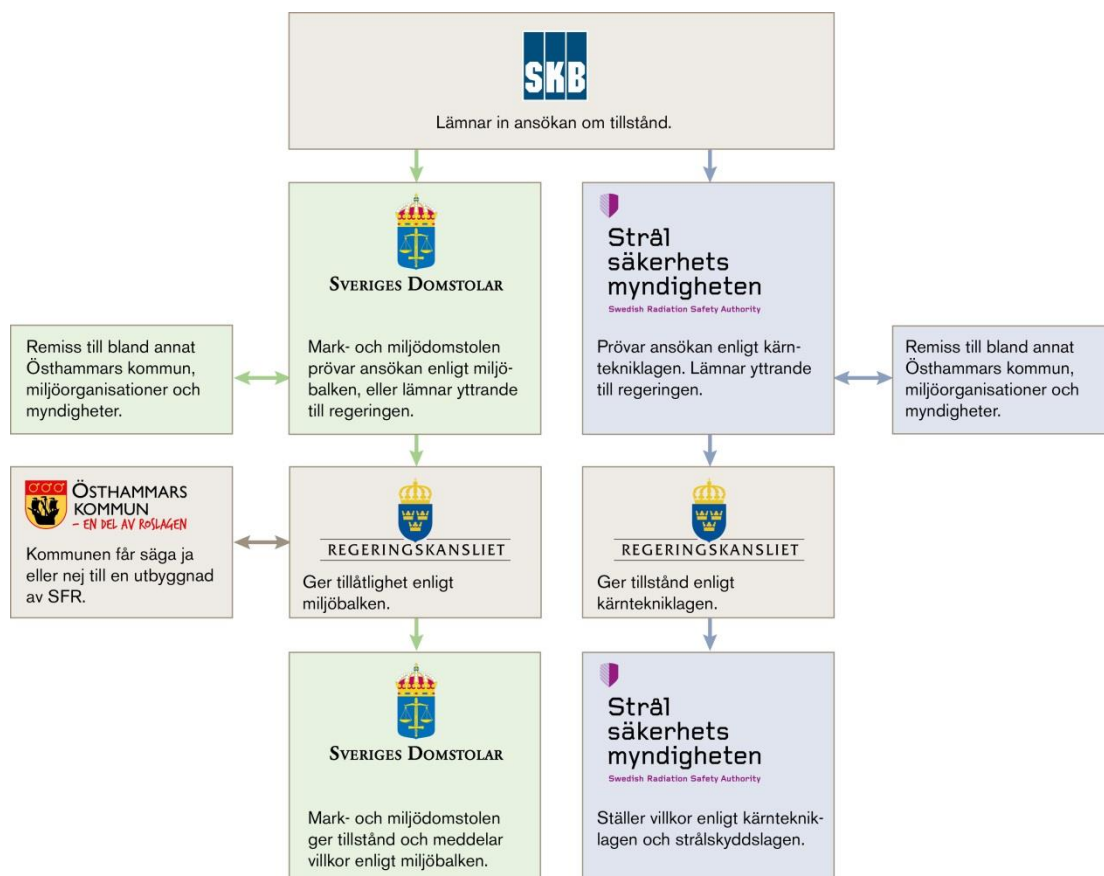 SKB
Lämnar in ansökan om tillstånd.
SVERIGES DOMSTOLAR
Mark- och miljödomstolen
prövar ansökan enligt miljö-
balken, eller lämnar yttrande
till regeringen.
Strål
säkerhets
myndigheten
Swedish Radiation Safety Authority
Prövar ansökan enligt kärn-
tekniklagen. Lämnar yttrande
till regeringen.
Remiss till bland annat
Östhammars kommun,
miljöorganisationer och
myndigheter.
Remiss till bland annat
Östhammars kommun,
miljöorganisationer och
myndigheter.
ÖSTHAMMARS
KOMMUN
– EN DEL AV ROSLAGEN
Kommunen får säga ja
eller nej till en utbyggnad
av SFR.
REGERINGSKANSLIET
Ger tillåtlighet enligt
miljöbalken.
REGERINGSKANSLIET
Ger tillstånd enligt
kärntekniklagen.
SVERIGES DOMSTOLAR
Mark- och miljödomstolen
ger tillstånd och meddelar
villkor enligt miljöbalken.
Strål
säkerhets
myndigheten
Swedish Radiation Safety Authority
Ställer villkor enligt kärnteknik-
lagen och strålskyddslagen.